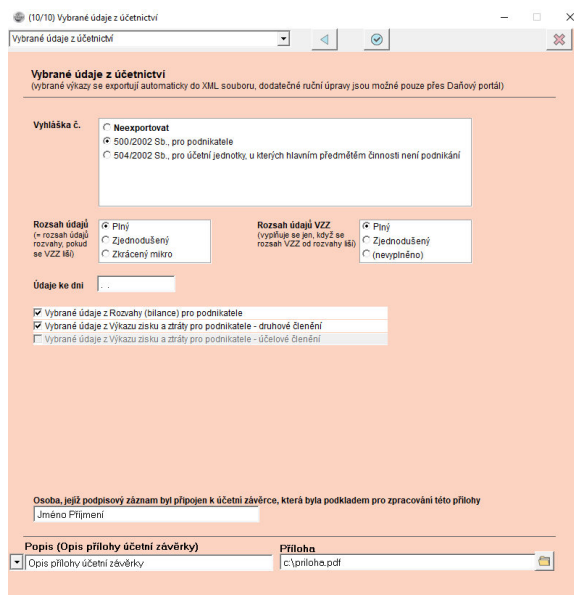 (10/10) Vybrané údaje z účetnictví
Vybrané údaje z účetnictví
Vybrané údaje z účetnictví
(vybrané výkazy se exportují automaticky do XML souboru, dodatečné ruční úpravy jsou možné pouze přes Daňový portál)
Vyhláška č.
Neexportovat
500/2002 Sb., pro podnikatele
504/2002 Sb., pro účetní jednotky, u kterých hlavním předmětem činnosti není podnikání
Rozsah údajů
(= rozsah údajů
rozvahy, pokud
se VZZ liší)
Plný
Zjednodušený
Zkrácený mikro
Rozsah údajů VZZ
(vyplňuje se jen, když se
rozsah VZZ od rozvahy liší)
Plný
Zjednodušený
(nevyplněno)
Údaje ke dni
. .
Vybrané údaje z Rozvahy (bilance) pro podnikatele
Vybrané údaje z Výkazu zisku a ztráty pro podnikatele - druhové členění
Vybrané údaje z Výkazu zisku a ztráty pro podnikatele - účelové členění
Osoba, jejíž podpisový záznam byl připojen k účetní závěrce, která byla podkladem pro zpracování této přílohy
Jméno Příjmení
Popis (Opis přílohy účetní závěrky)
Příloha
Opis přílohy účetní závěrky
c:\priloha.pdf